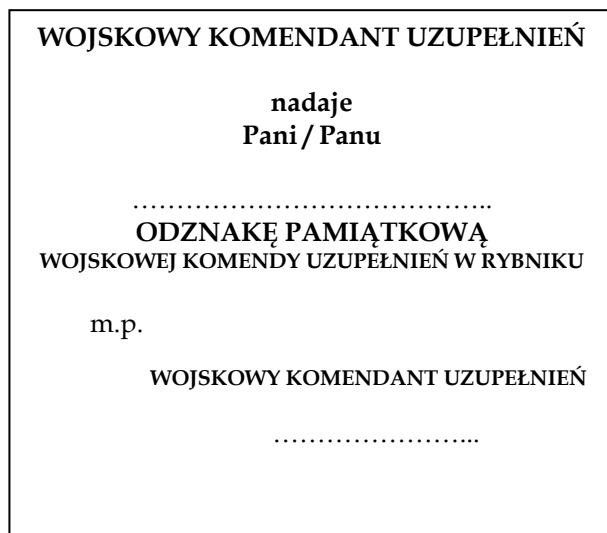 WOJSKOWY KOMENDANT UZUPEŁNIEŃ
nadaje
Pani / Panu
…………………………………..
ODZNAKĘ PAMIĄTKOWĄ
WOJSKOWEJ KOMENDY UZUPEŁNIEŃ W RYBNIKU
m.p.
WOJSKOWY KOMENDANT UZUPEŁNIEŃ
…………………...